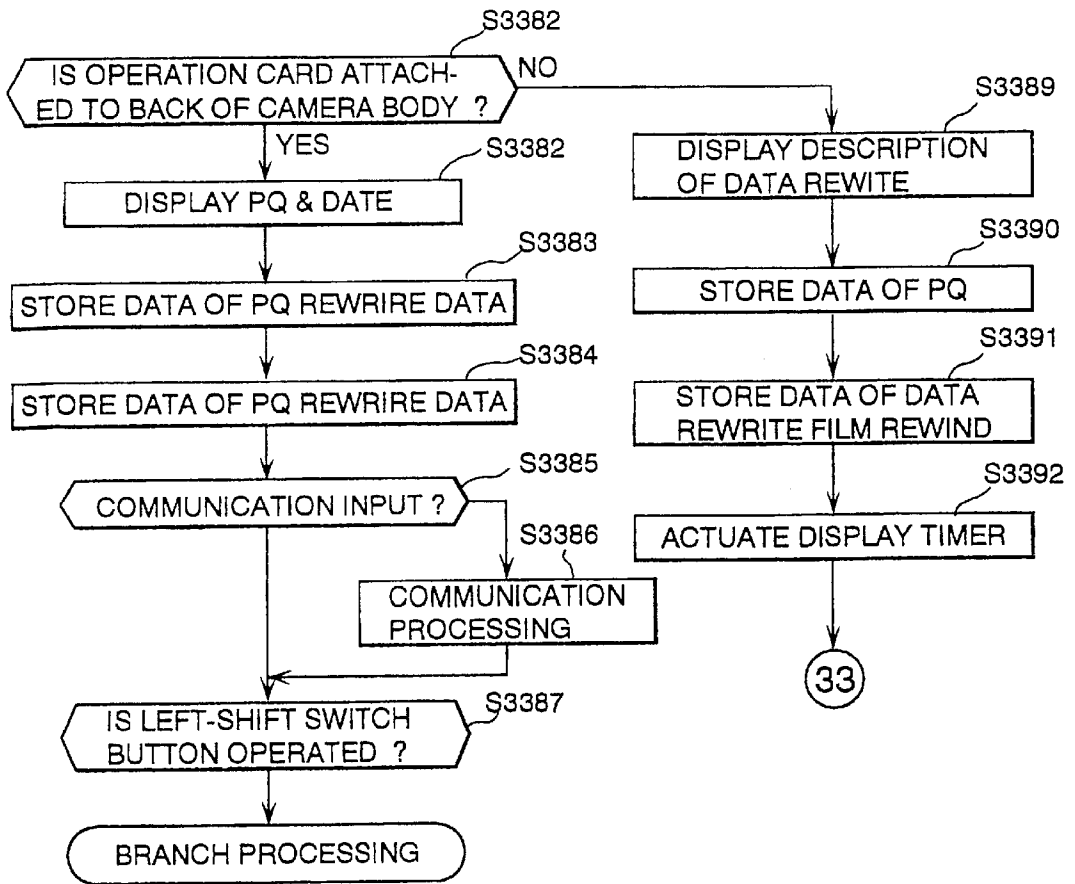 S3382
IS OPERATION CARD ATTACH-
ED TO BACK OF CAMERA BODY ?
NO
YES
S3382
DISPLAY PQ & DATE
S3383
STORE DATA OF PQ REWRIRE DATA
S3384
STORE DATA OF PQ REWRIRE DATA
S3385
COMMUNICATION INPUT ?
S3386
COMMUNICATION
PROCESSING
S3387
IS LEFT-SHIFT SWITCH
BUTTON OPERATED ?
BRANCH PROCESSING
S3389
DISPLAY DESCRIPTION
OF DATA REWITE
S3390
STORE DATA OF PQ
S3391
STORE DATA OF DATA
REWRITE FILM REWIND
S3392
ACTUATE DISPLAY TIMER
33